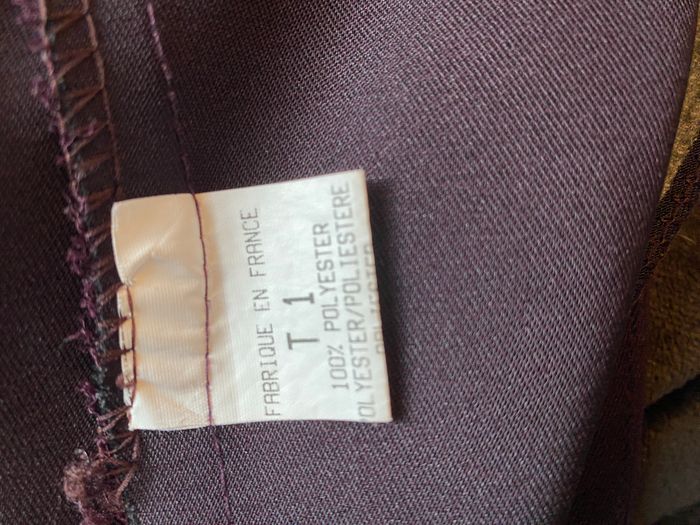 FABRIQUE EN FRANCE
T 1
100% POLYESTER
POLYESTER/POLIESTERE